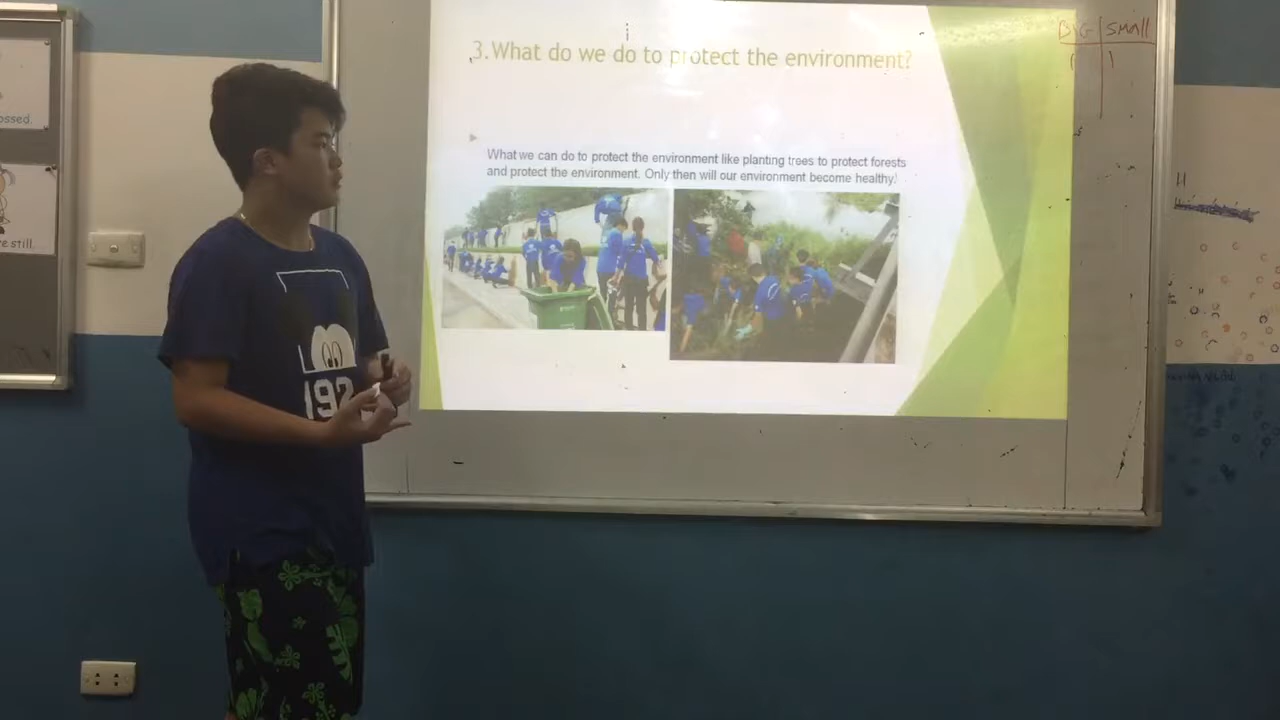 3.What do we do to protect the environment?
What we can do to protect the environment like planting trees to protect forests
and protect the environment. Only then will our environment become healthy!
BIG SMALL
ossed.
e still.
192
H